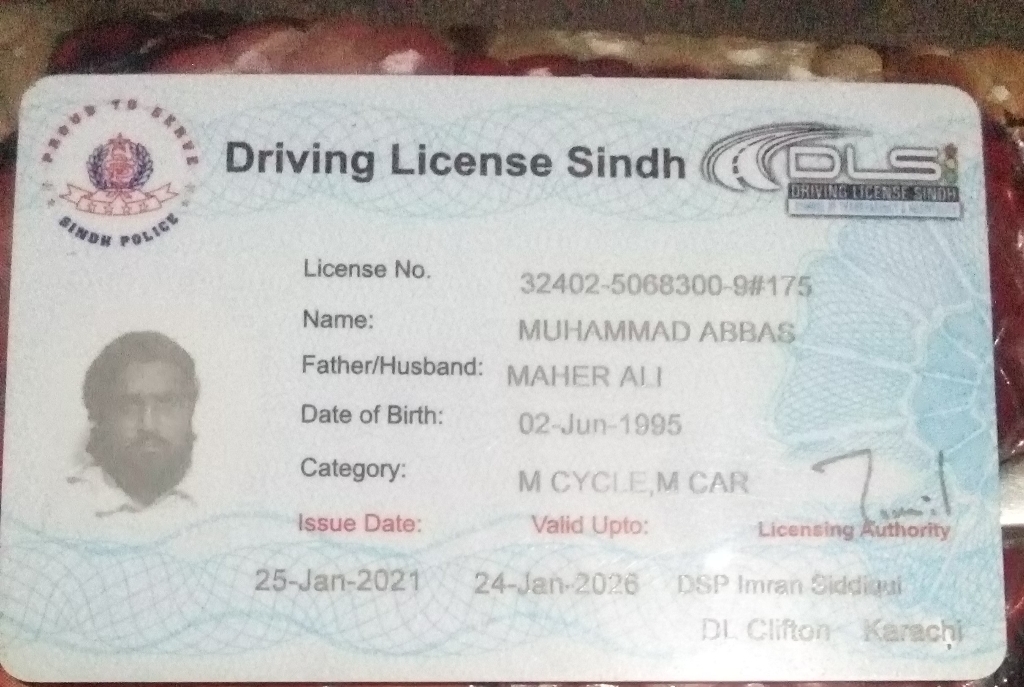 PROUD TO SERVE
SINDH POLICE
Driving License Sindh
DLS
DRIVING LICENSE SINDH
License No. 32402-5068300-9#175
Name: MUHAMMAD ABBAS
Father/Husband: MAHER ALI
Date of Birth: 02-Jun-1995
Category: M CYCLE,M CAR
Issue Date: Valid Upto: Licensing Authority
25-Jan-2021 24-Jan-2026 DSP Imran Siddiqui
DL Clifton Karachi